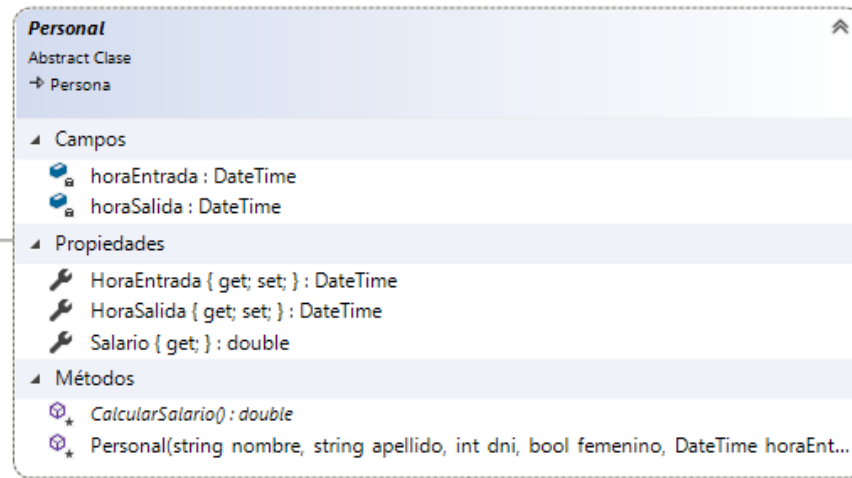 Personal
Abstract Clase
Persona
Campos
horaEntrada : DateTime
horaSalida : DateTime
Propiedades
HoraEntrada { get; set; } : DateTime
HoraSalida { get; set; } : DateTime
Salario { get; } : double
Métodos
CalcularSalario() : double
Personal(string nombre, string apellido, int dni, bool femenino, DateTime horaEnt...